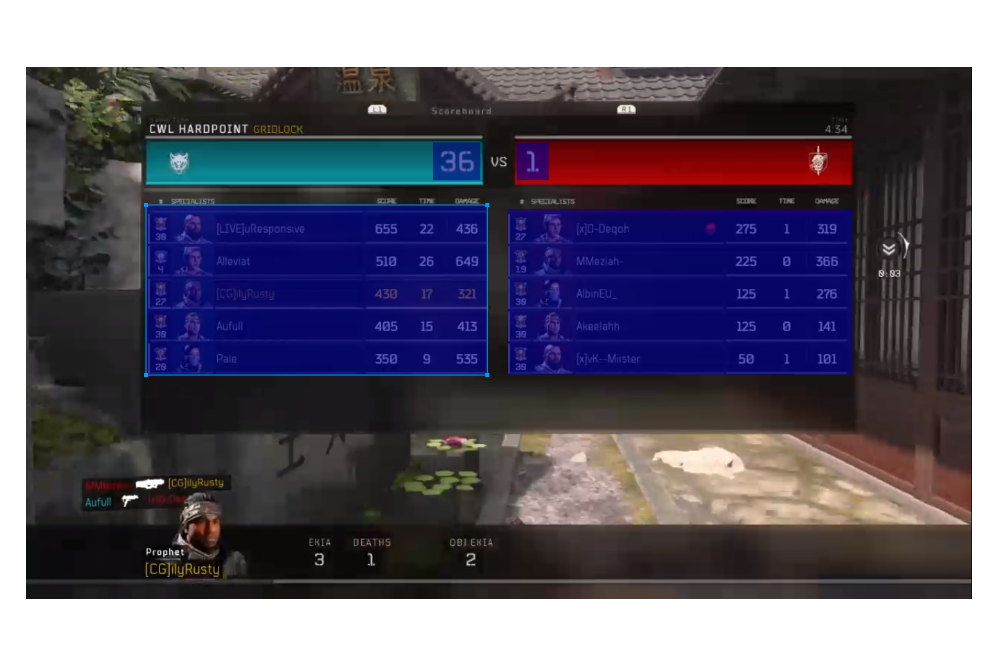 温泉
L1 Scoreboard R1
CWL HARDPOINT GRIDLOCK
Time
4:34
36 VS 1
SPECIALISTS SCORE TIME DAMAGE
30 [LIVE]uResponsive 655 22 436
4 Alleviat 510 26 649
27 [CG]ilyRusty 430 17 321
30 Aufull 405 15 413
29 Pale 350 9 535
SPECIALISTS SCORE TIME DAMAGE
27 [x]D-Deqoh 275 1 319
19 MMeziah- 225 0 366
30 AlbinEU_ 125 1 276
30 Akeelahh 125 0 141
30 [x]vK--Mirster 50 1 101
0:03
[CG]ilyRusty
Aufull
Prophet
[CG]ilyRusty
EKIA DEATHS OBJ EKIA
3 1 2